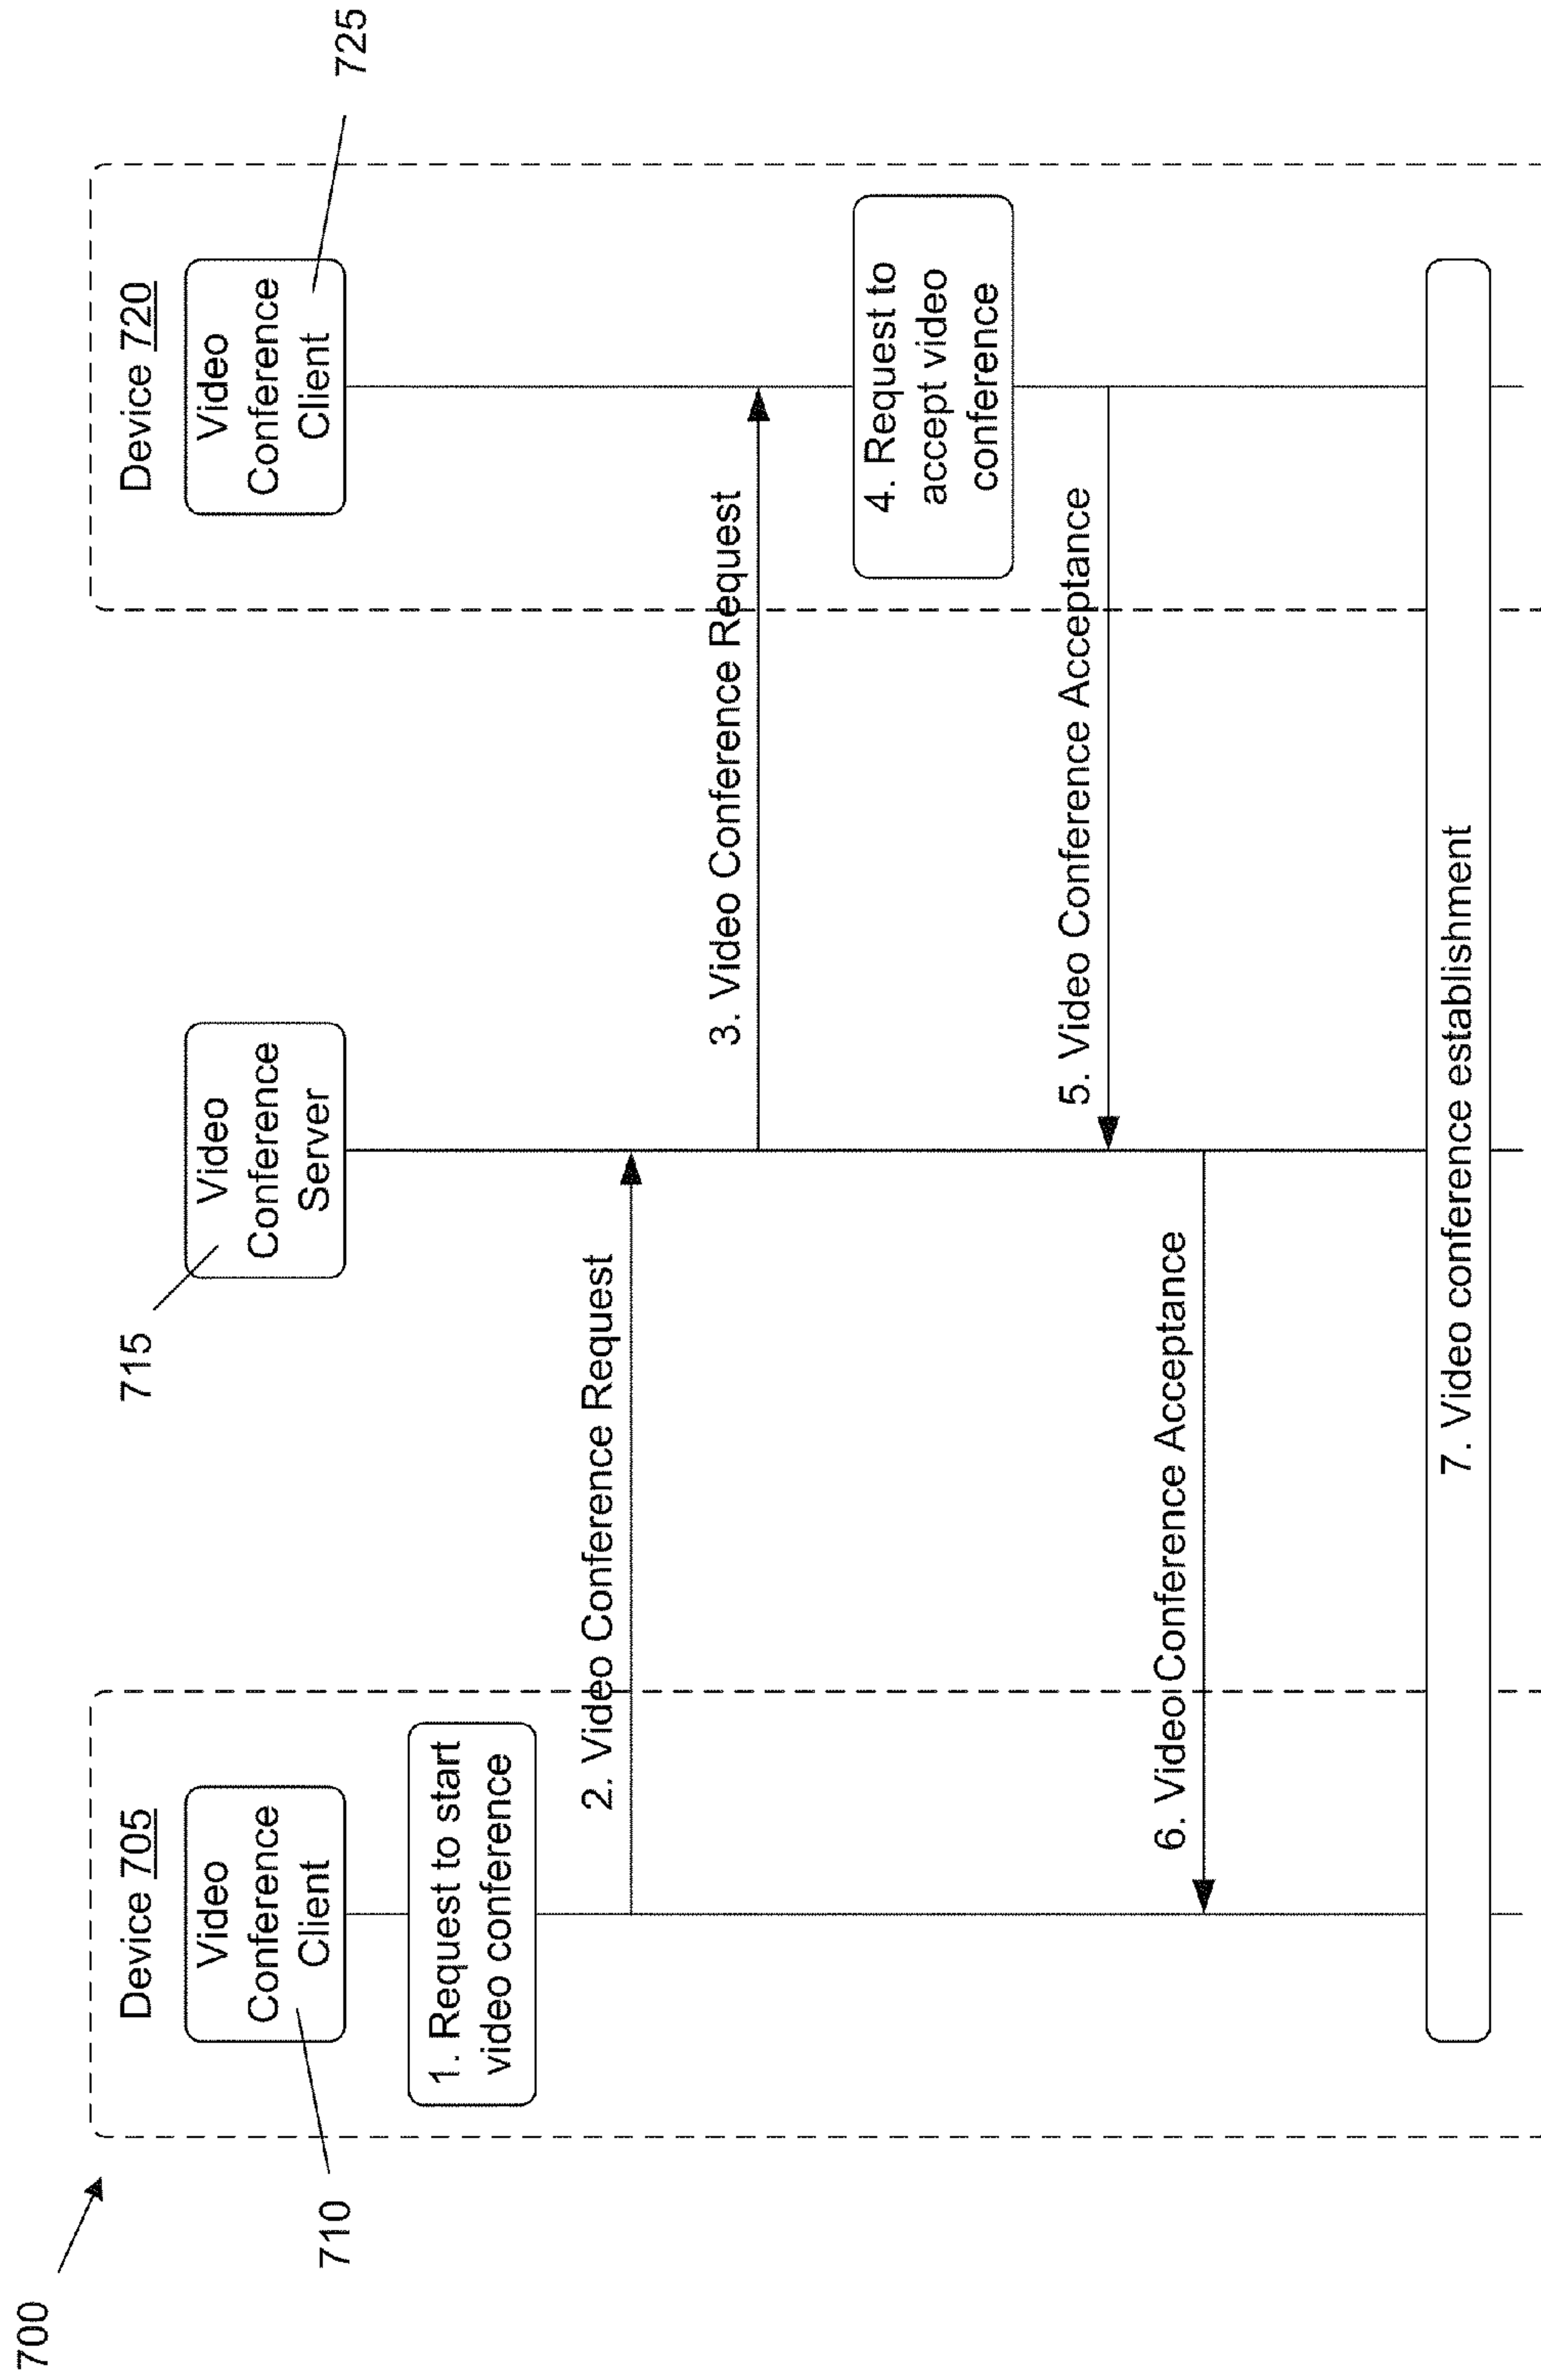 700
Device 705
Video
Conference
Client
710
715
Video
Conference
Server
Device 720
Video
Conference
Client
725
1. Request to start
video conference
2. Video Conference Request
3. Video Conference Request
4. Request to
accept video
conference
5. Video Conference Acceptance
6. Video Conference Acceptance
7. Video conference establishment